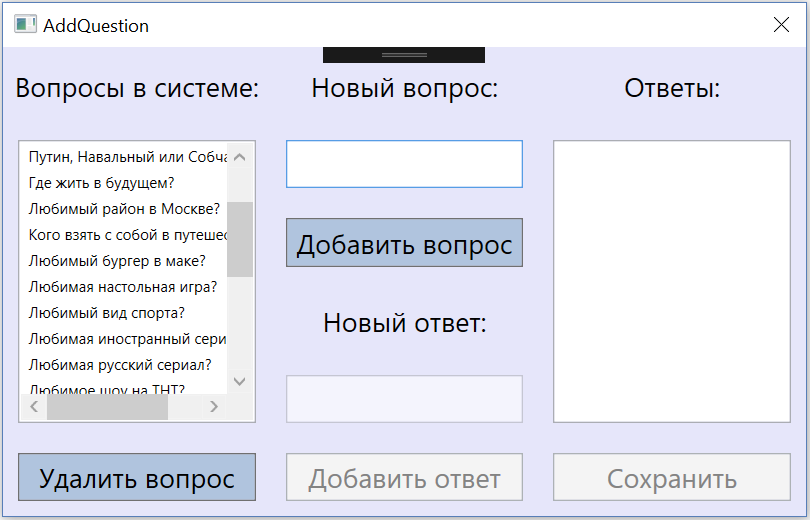 AddQuestion
Вопросы в системе:
Новый вопрос:
Ответы:
Путин, Навальный или Собча
Где жить в будущем?
Любимый район в Москве?
Кого взять с собой в путешес
Любимый бургер в маке?
Любимая настольная игра?
Любимый вид спорта?
Любимая иностранный сери
Любимая русский сериал?
Любимое шоу на ТНТ?
Добавить вопрос
Новый ответ:
Удалить вопрос
Добавить ответ
Сохранить